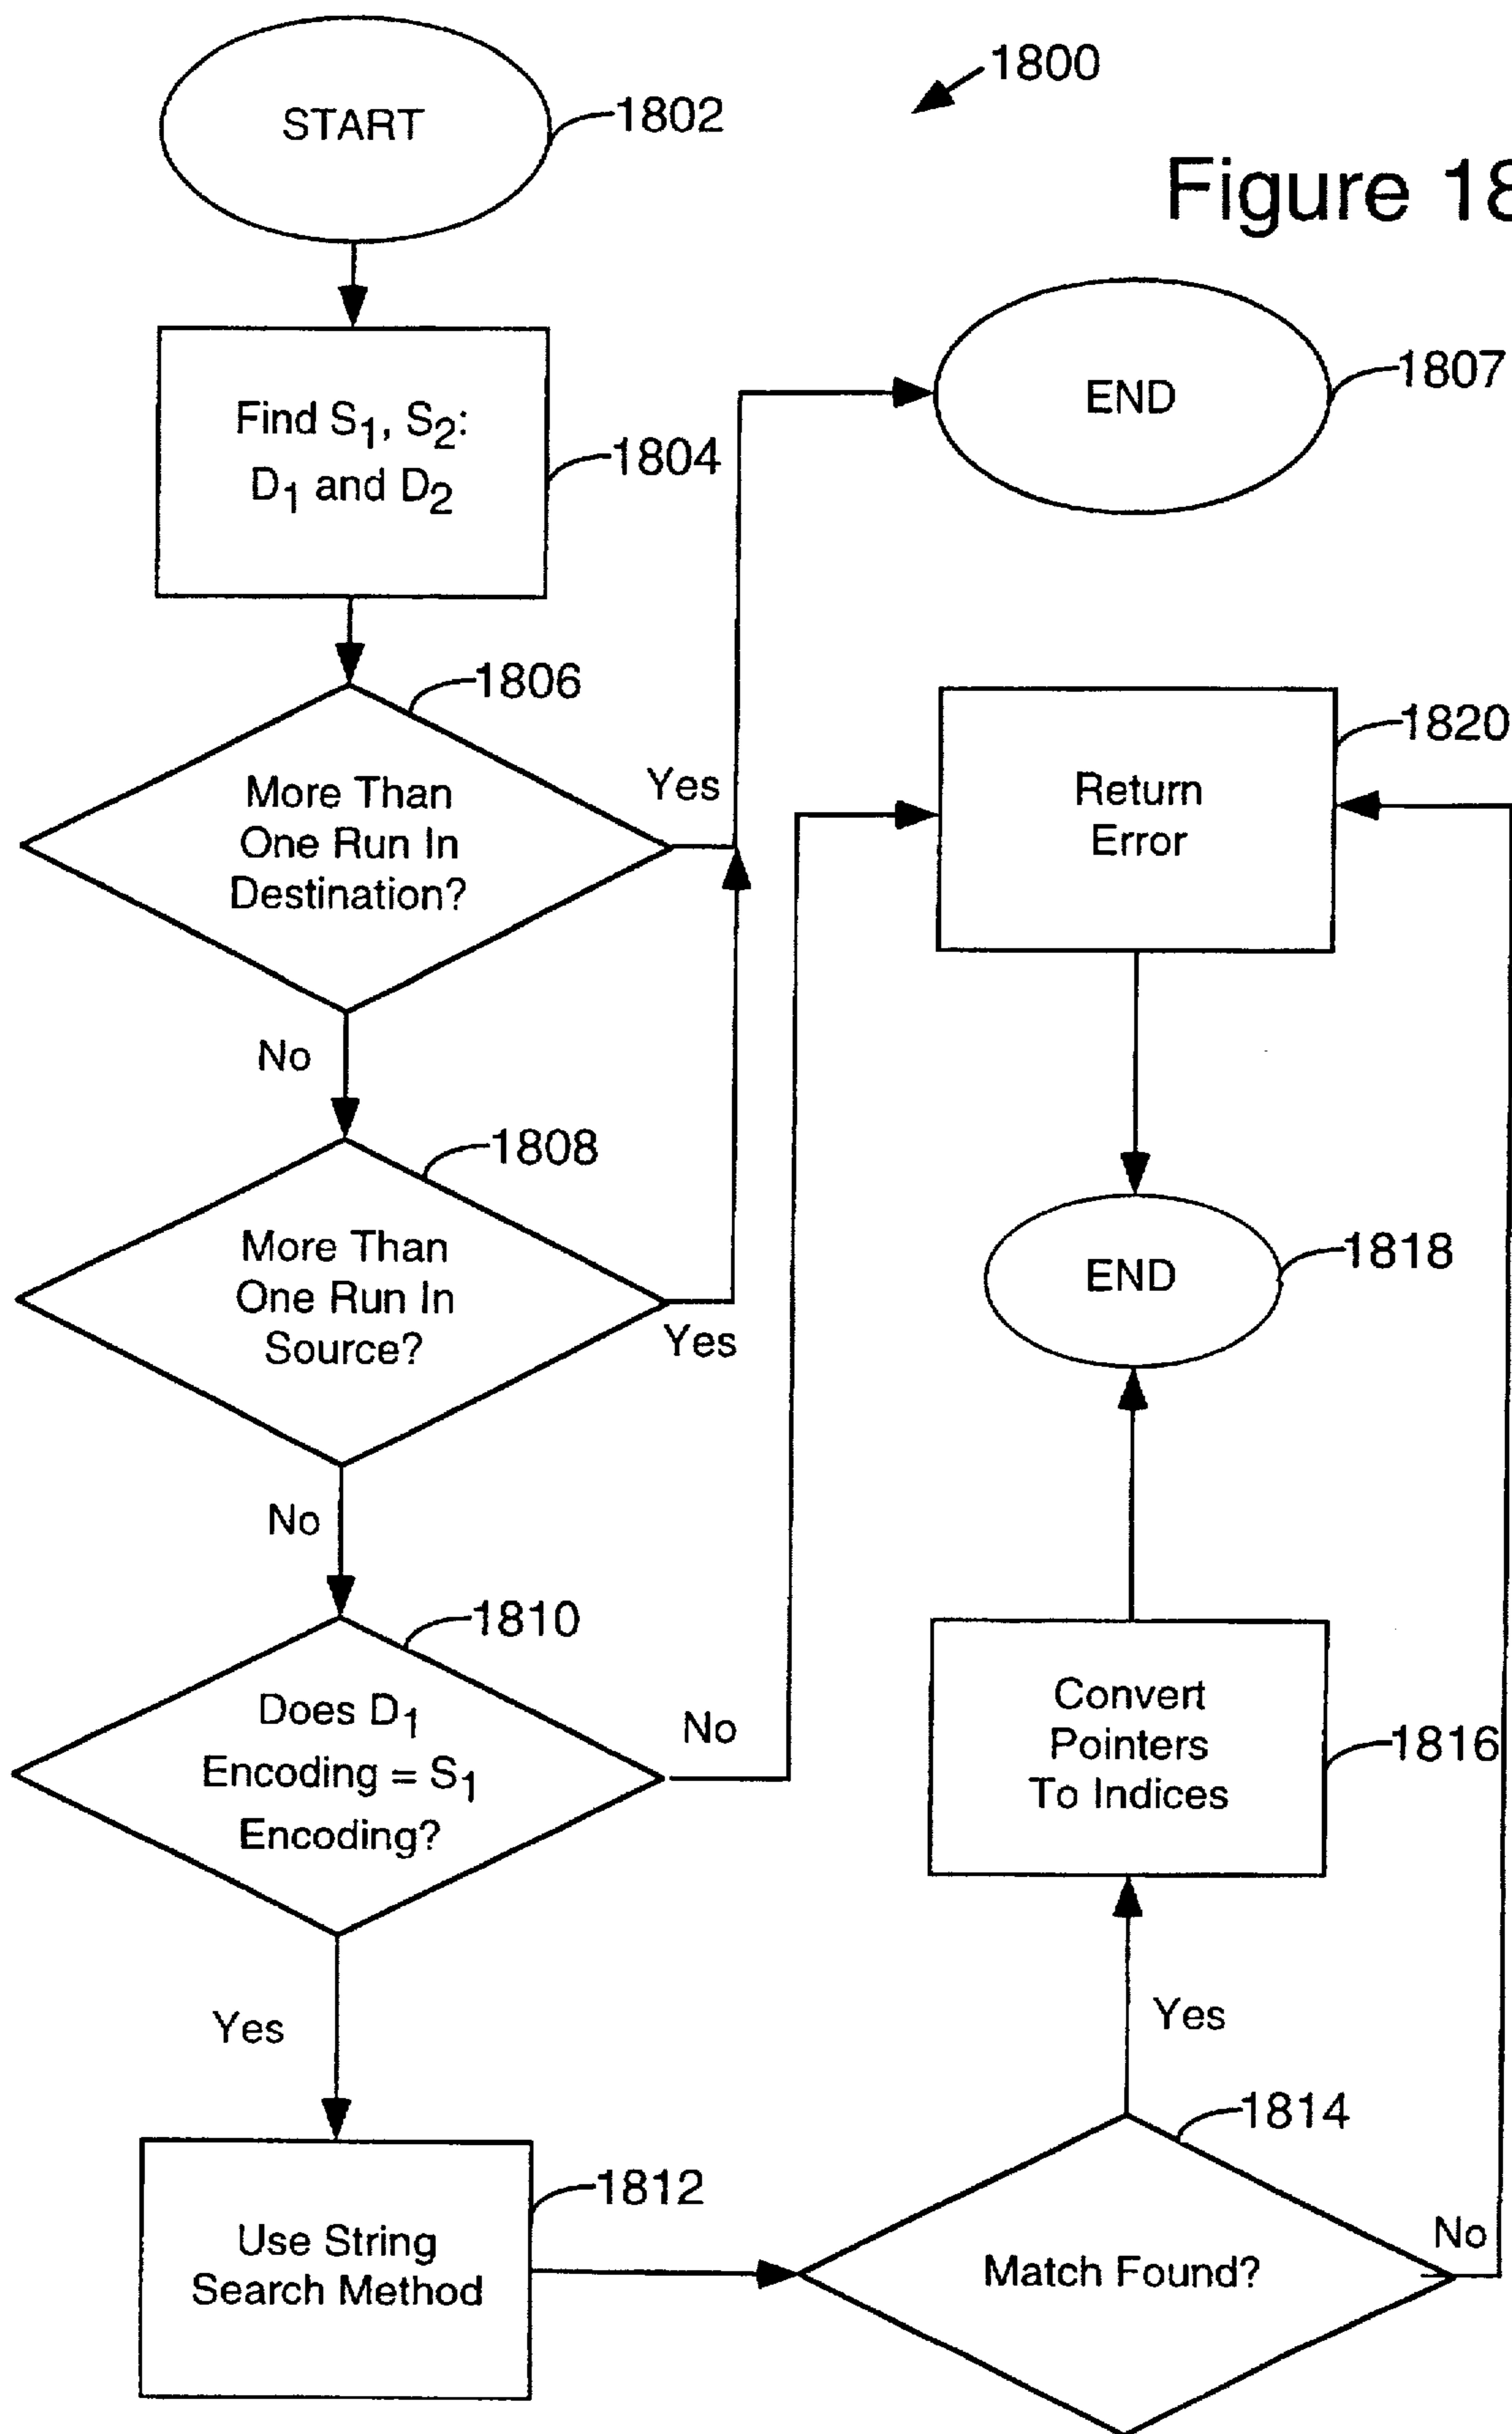 START
1802
1800
Figure 18
Find S1, S2:
D1 and D2
1804
END
1807
1806
More Than
One Run In
Destination?
Yes
No
Return
Error
1820
1808
More Than
One Run In
Source?
Yes
No
END
1818
1810
Does D1
Encoding = S1
Encoding?
No
Yes
Convert
Pointers
To Indices
1816
Yes
1814
Use String
Search Method
1812
Match Found?
No